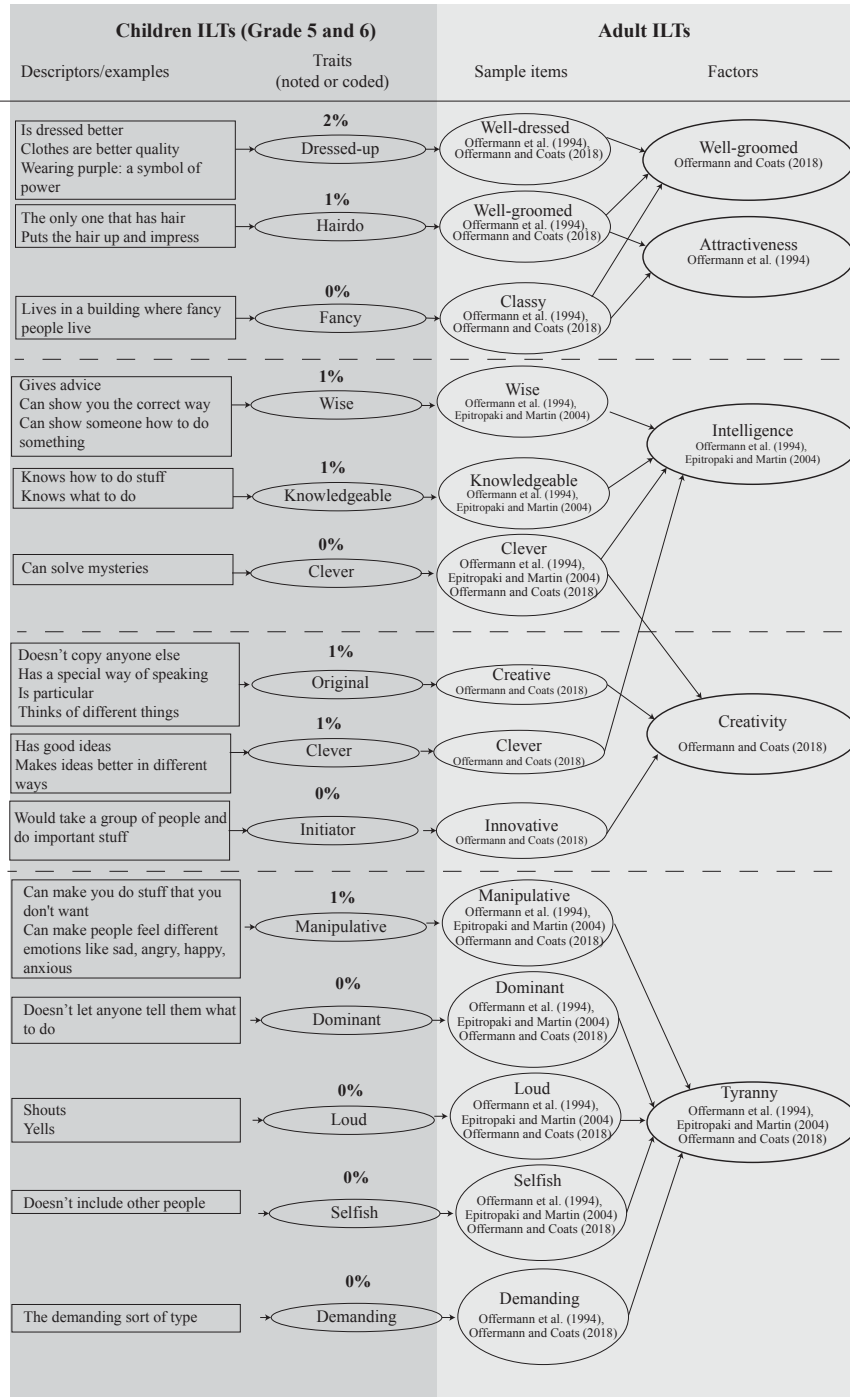 Children ILTs (Grade 5 and 6)
Adult ILTs
Descriptors/examples
Traits
(noted or coded)
Sample items
Factors
Is dressed better
Clothes are better quality
Wearing purple: a symbol of
power
2%
Dressed-up
Well-dressed
Offermann et al. (1994),
Offermann et Coats (2018)
Well-groomed
Offermann et Coats (2018)
The only one that has hair
Puts the hair up and impress
1%
Hairdo
Well-groomed
Offermann et al. (1994),
Offermann et Coats (2018)
Attractiveness
Offermann et al. (1994)
Lives in a building where fancy
people live
0%
Fancy
Classy
Offermann et al. (1994),
Offermann et Coats (2018)
Gives advice
Can show you the correct way
Can show someone how to do
something
1%
Wise
Wise
Offermann et al. (1994),
Epitropaki and Martin (2004)
Intelligence
Offermann et al. (1994),
Epitropaki and Martin (2004)
Knows how to do stuff
Knows what to do
1%
Knowledgeable
Knowledgeable
Offermann et al. (1994),
Epitropaki and Martin (2004)
Can solve mysteries
0%
Clever
Clever
Offermann et al. (1994),
Epitropaki and Martin (2004)
Offermann et Coats (2018)
Doesn't copy anyone else
Has a special way of speaking
Is particular
Thinks of different things
1%
Original
Creative
Offermann et Coats (2018)
Creativity
Offermann and Coats (2018)
Has good ideas
Makes ideas better in different
ways
1%
Clever
Clever
Offermann et Coats (2018)
Would take a group of people and
do important stuff
0%
Initiator
Innovative
Offermann et Coats (2018)
Can make you do stuff that you
don't want
Can make people feel different
emotions like sad, angry, happy,
anxious
1%
Manipulative
Manipulative
Offermann et al. (1994),
Epitropaki and Martin (2004)
Offermann et Coats (2018)
Doesn't let anyone tell them what
to do
0%
Dominant
Dominant
Offermann et al. (1994),
Epitropaki and Martin (2004)
Offermann et Coats (2018)
Shouts
Yells
0%
Loud
Loud
Offermann et al. (1994),
Epitropaki and Martin (2004)
Offermann et Coats (2018)
Tyranny
Offermann et al. (1994),
Epitropaki and Martin (2004)
Offermann et Coats (2018)
Doesn't include other people
0%
Selfish
Selfish
Offermann et al. (1994),
Epitropaki and Martin (2004)
Offermann et Coats (2018)
The demanding sort of type
0%
Demanding
Demanding
Offermann et al. (1994),
Offermann et Coats (2018)